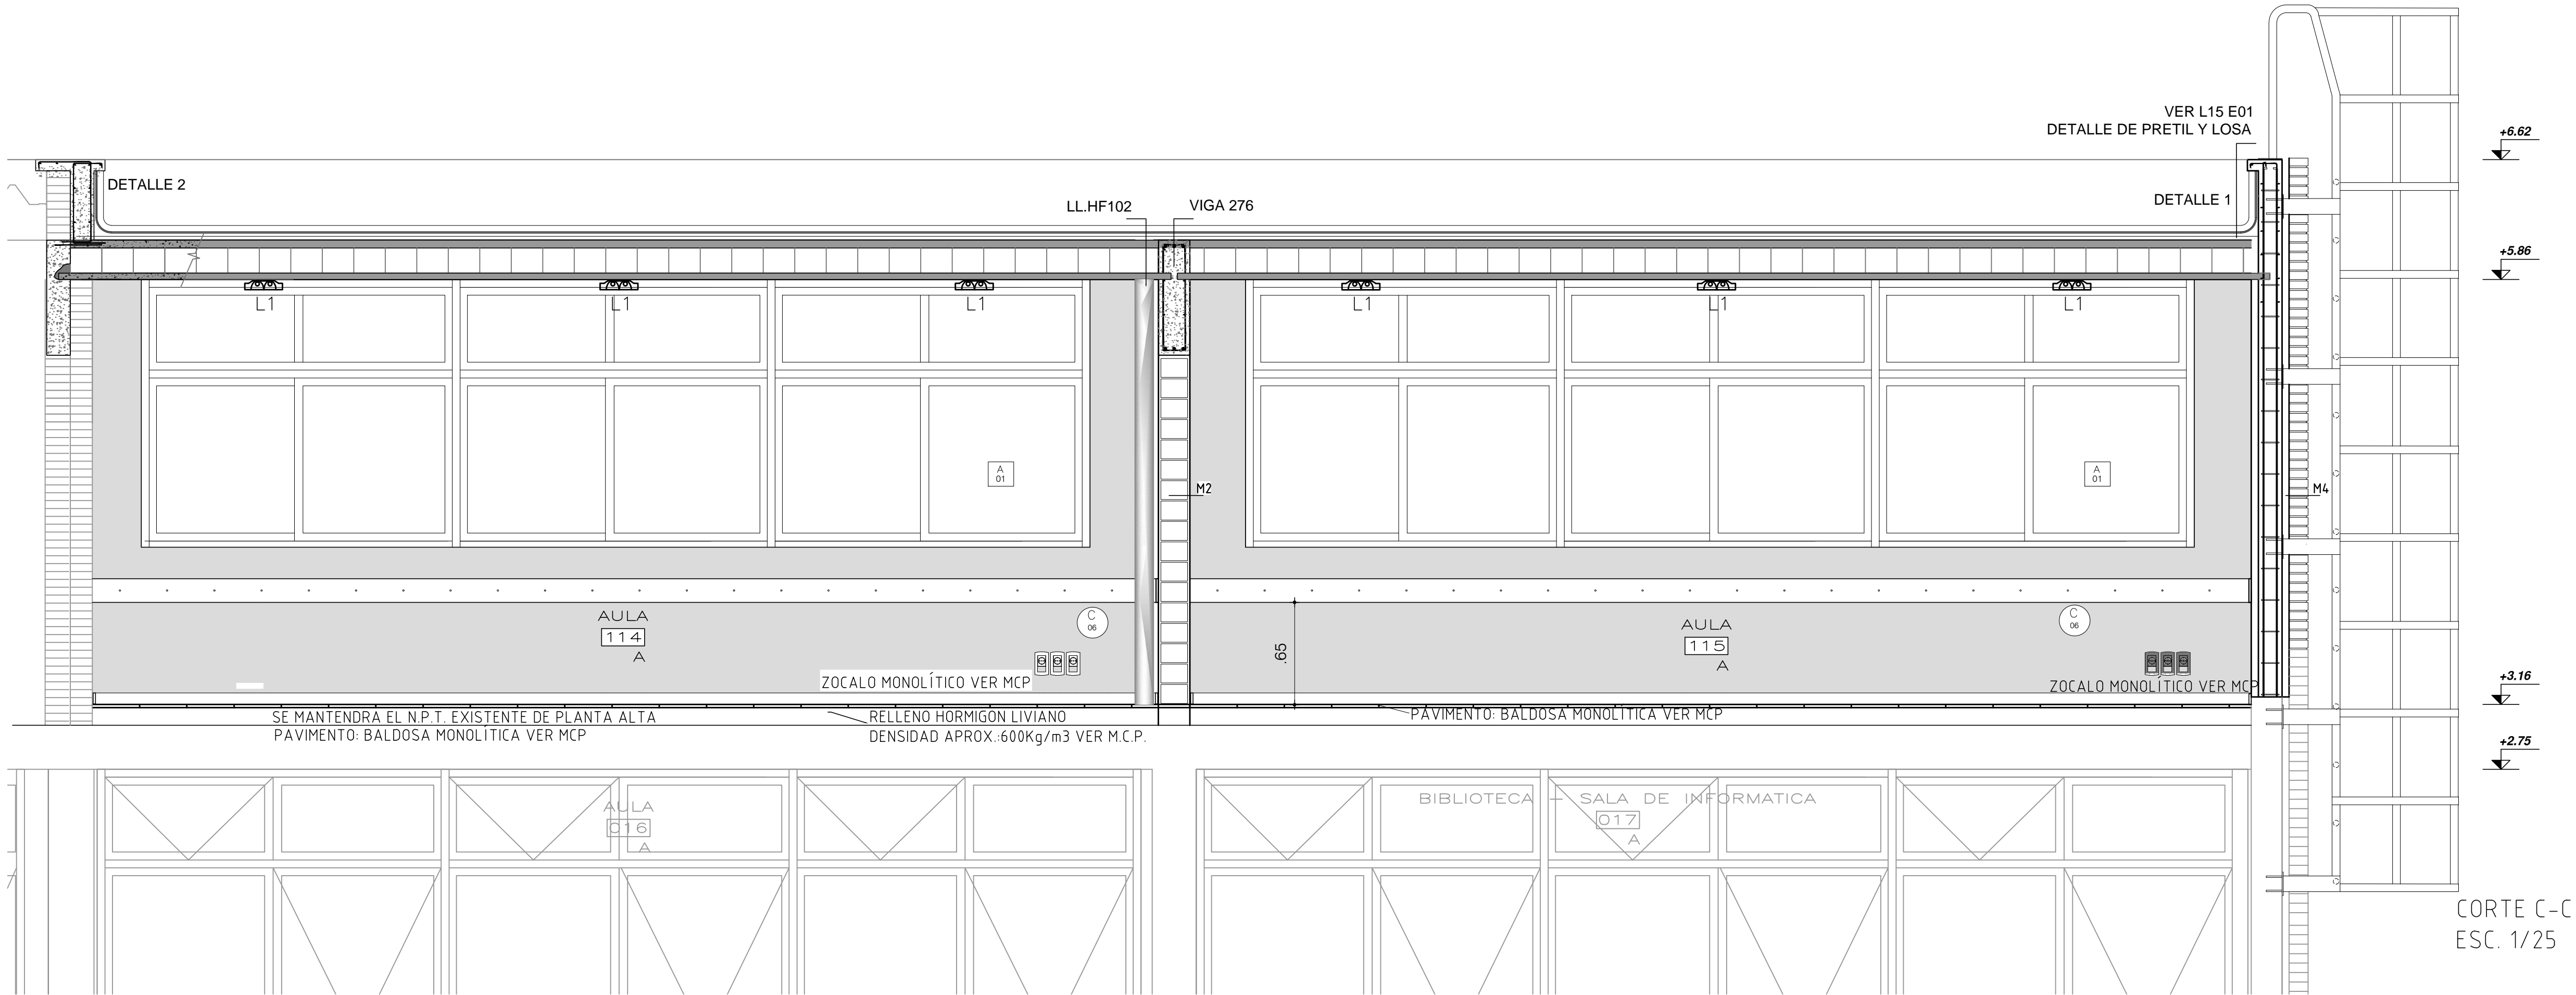 VER L15 E01
DETALLE DE PRETIL Y LOSA
+6.62
DETALLE 2
LL.HF102
VIGA 276
DETALLE 1
+5.86
L1
L1
L1
L1
L1
L1
A
01
A
01
M2
M4
AULA
114
A
C
06
AULA
115
A
C
06
.65
ZOCALO MONOLÍTICO VER MCP
ZOCALO MONOLÍTICO VER MCP
+3.16
SE MANTENDRA EL N.P.T. EXISTENTE DE PLANTA ALTA
PAVIMENTO: BALDOSA MONOLÍTICA VER MCP
RELLENO HORMIGON LIVIANO
DENSIDAD APROX.:600Kg/m3 VER M.C.P.
PAVIMENTO: BALDOSA MONOLÍTICA VER MCP
+2.75
AULA
016
A
BIBLIOTECA – SALA DE INFORMATICA
017
A
CORTE C-C
ESC. 1/25